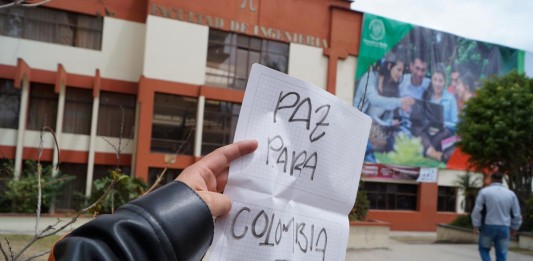 FACULTAD DE INGENIERIA
PAZ
PARA
COLOMBIA